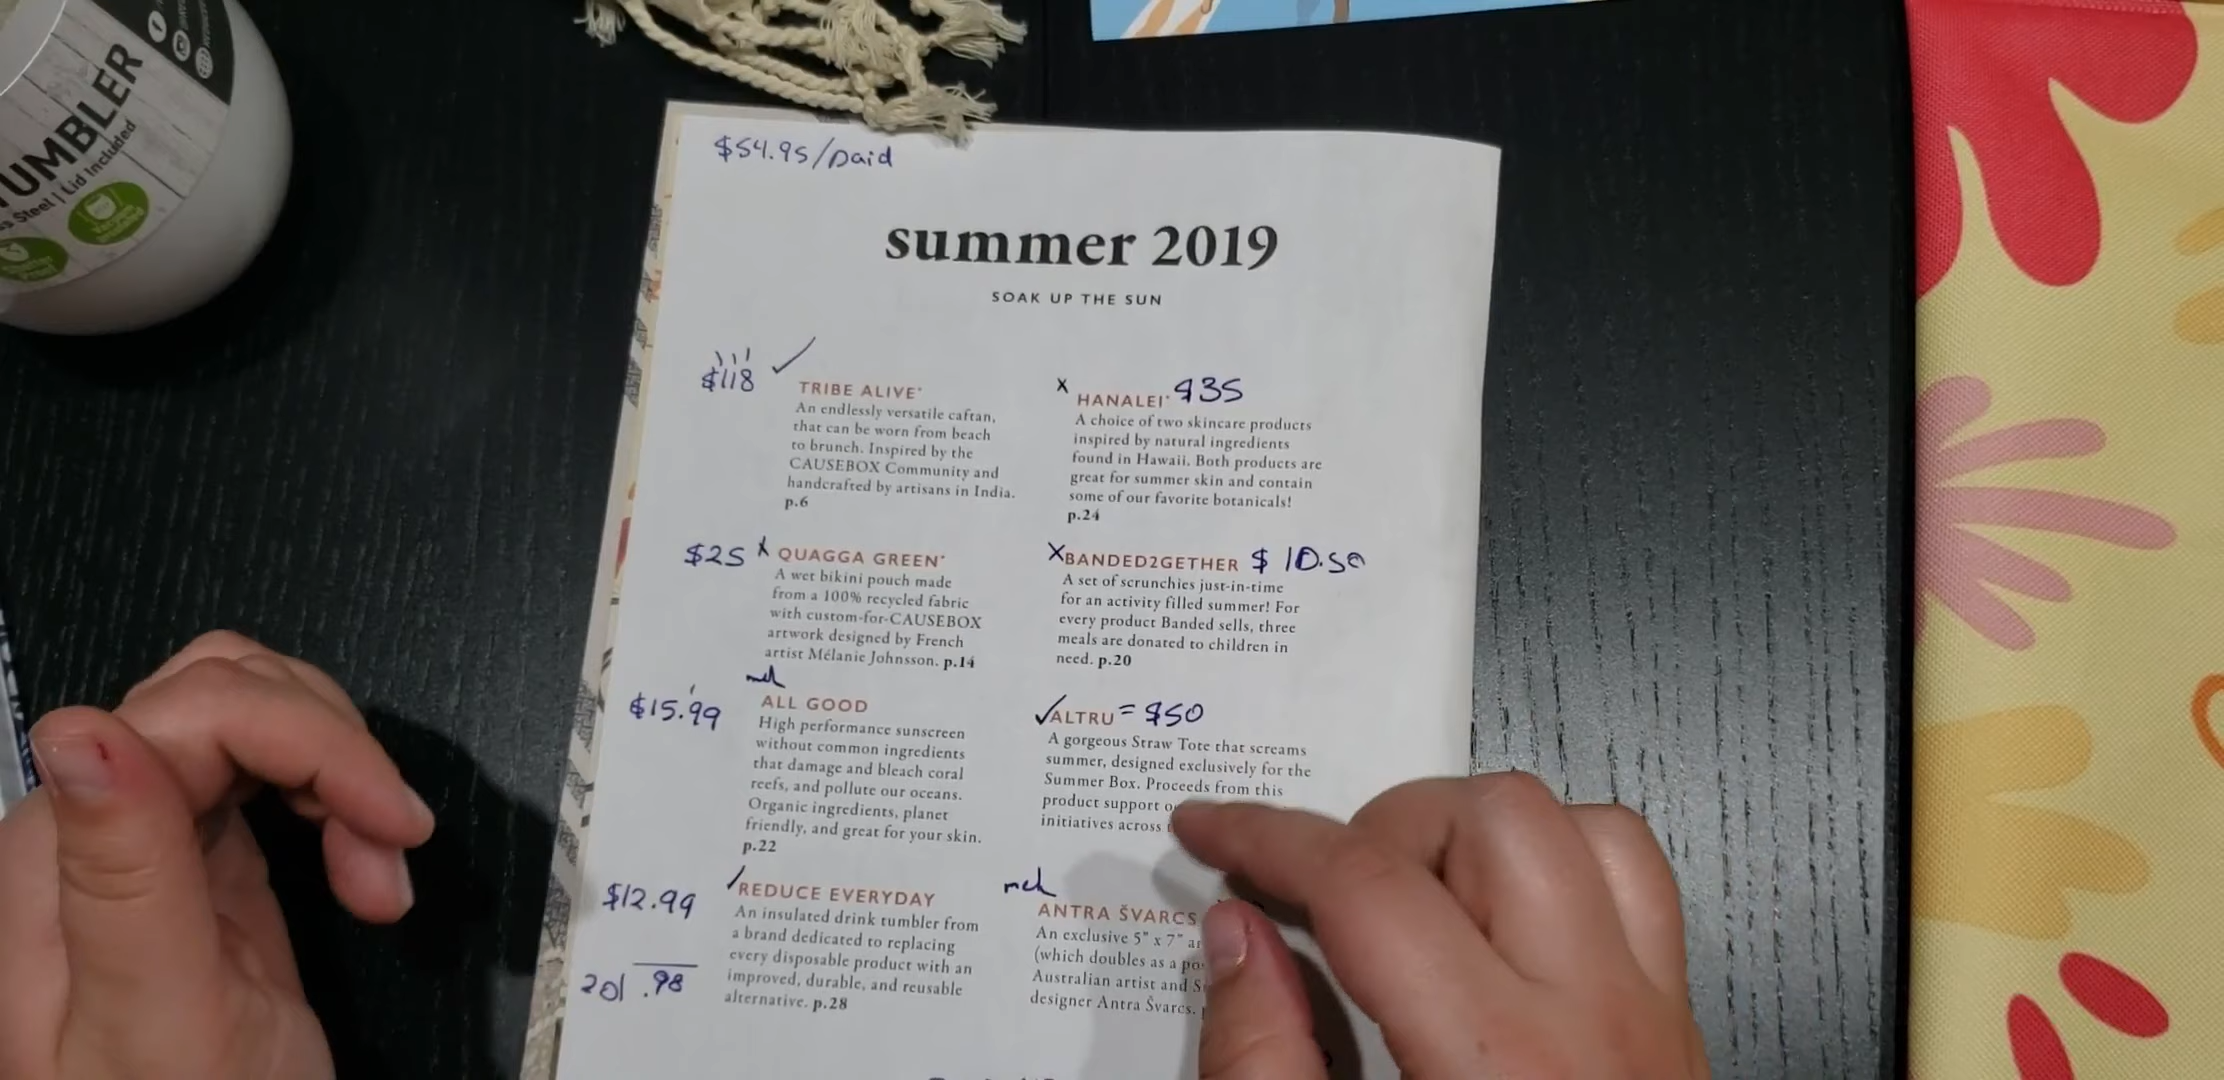 TUMBLER
Steel | Lid Included
$54.95/paid
summer 2019
SOAK UP THE SUN
$118 ✓
TRIBE ALIVE*
An endlessly versatile caftan,
that can be worn from beach
to brunch. Inspired by the
CAUSEBOX Community and
handcrafted by artisans in India.
p.6
$25 x QUAGGA GREEN*
A wet bikini pouch made
from a 100% recycled fabric
with custom-for-CAUSEBOX
artwork designed by French
artist Mélanie Johnsson. p.14
meh
$15.99 ALL GOOD
High performance sunscreen
without common ingredients
that damage and bleach coral
reefs, and pollute our oceans.
Organic ingredients, planet
friendly, and great for your skin.
p.22
$12.99 ✓ REDUCE EVERYDAY
An insulated drink tumbler from
a brand dedicated to replacing
every disposable product with an
improved, durable, and reusable
alternative. p.28
201.98
x HANALEI* $35
A choice of two skincare products
inspired by natural ingredients
found in Hawaii. Both products are
great for summer skin and contain
some of our favorite botanicals!
p.24
X BANDED2GETHER $10.50
A set of scrunchies just-in-time
for an activity filled summer! For
every product Banded sells, three
meals are donated to children in
need. p.20
✓ ALTRU = $50
A gorgeous Straw Tote that screams
summer, designed exclusively for the
Summer Box. Proceeds from this
product support
initiatives across
meh
ANTRA ŠVARCS
An exclusive 5" x 7"
(which doubles as a
Australian artist and
designer Antra Švarcs.